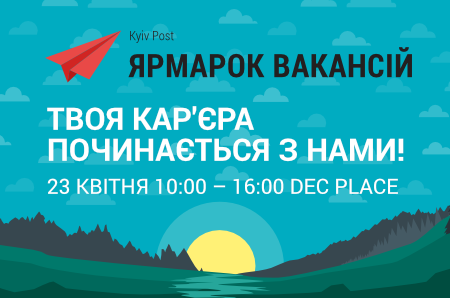 Kyiv Post
ЯРМАРОК ВАКАНСІЙ
ТВОЯ КАР'ЄРА
ПОЧИНАЄТЬСЯ З НАМИ!
23 КВІТНЯ 10:00 – 16:00 DEC PLACE